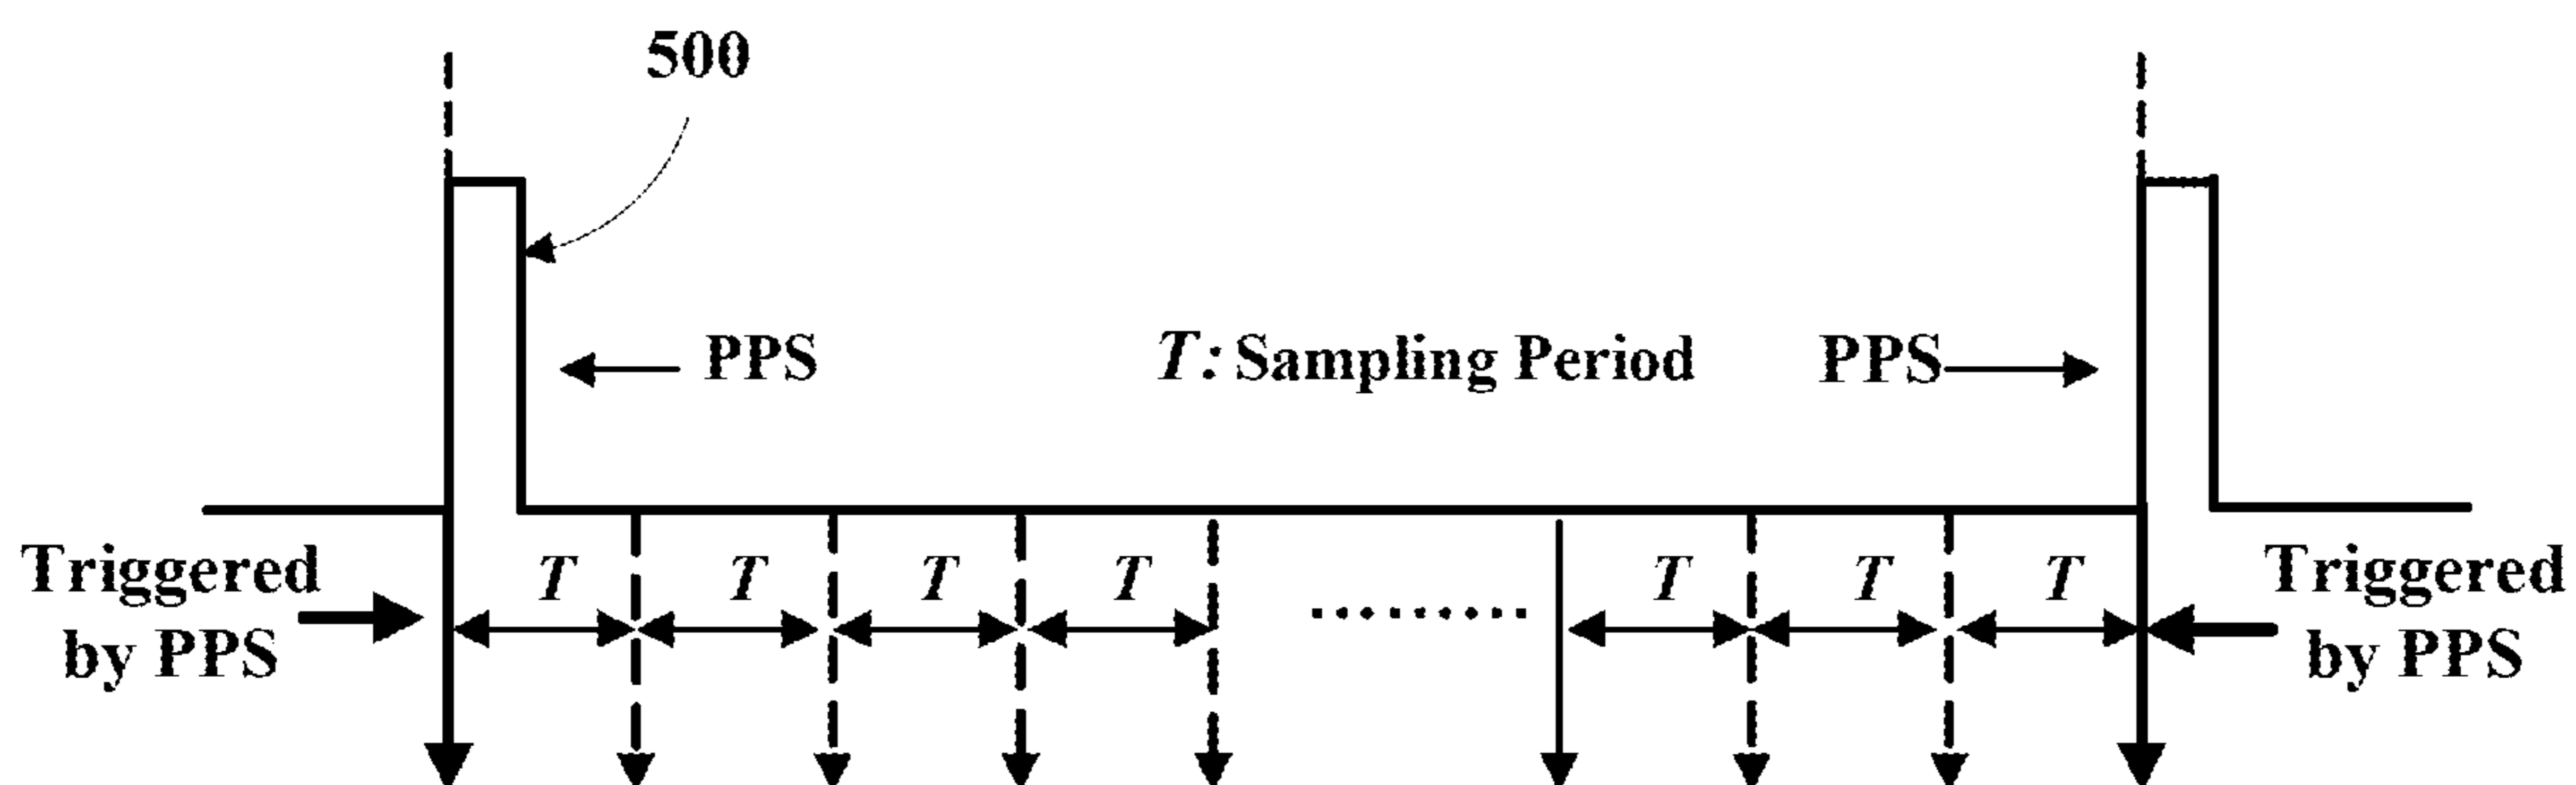 500
PPS
T: Sampling Period
PPS
Triggered
by PPS
T
T
T
T
.........
T
T
T
Triggered
by PPS